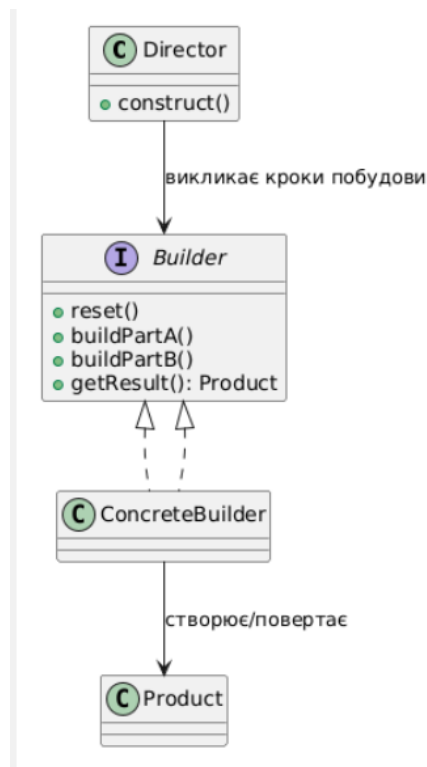 C Director
construct()
викликає кроки побудови
I Builder
reset()
buildPartA()
buildPartB()
getResult(): Product
C ConcreteBuilder
створює/повертає
C Product